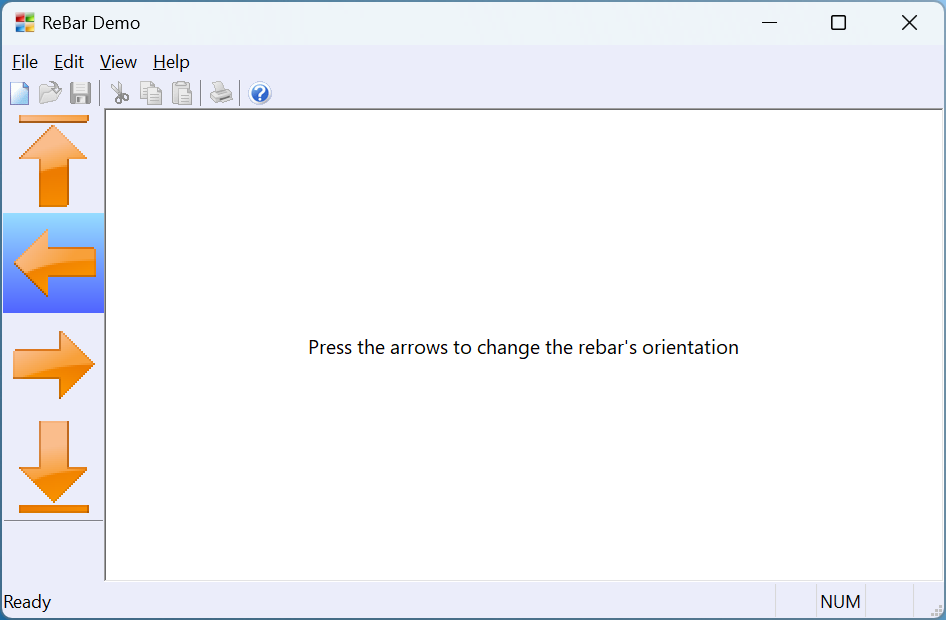 ReBar Demo
File Edit View Help
Press the arrows to change the rebar's orientation
Ready NUM